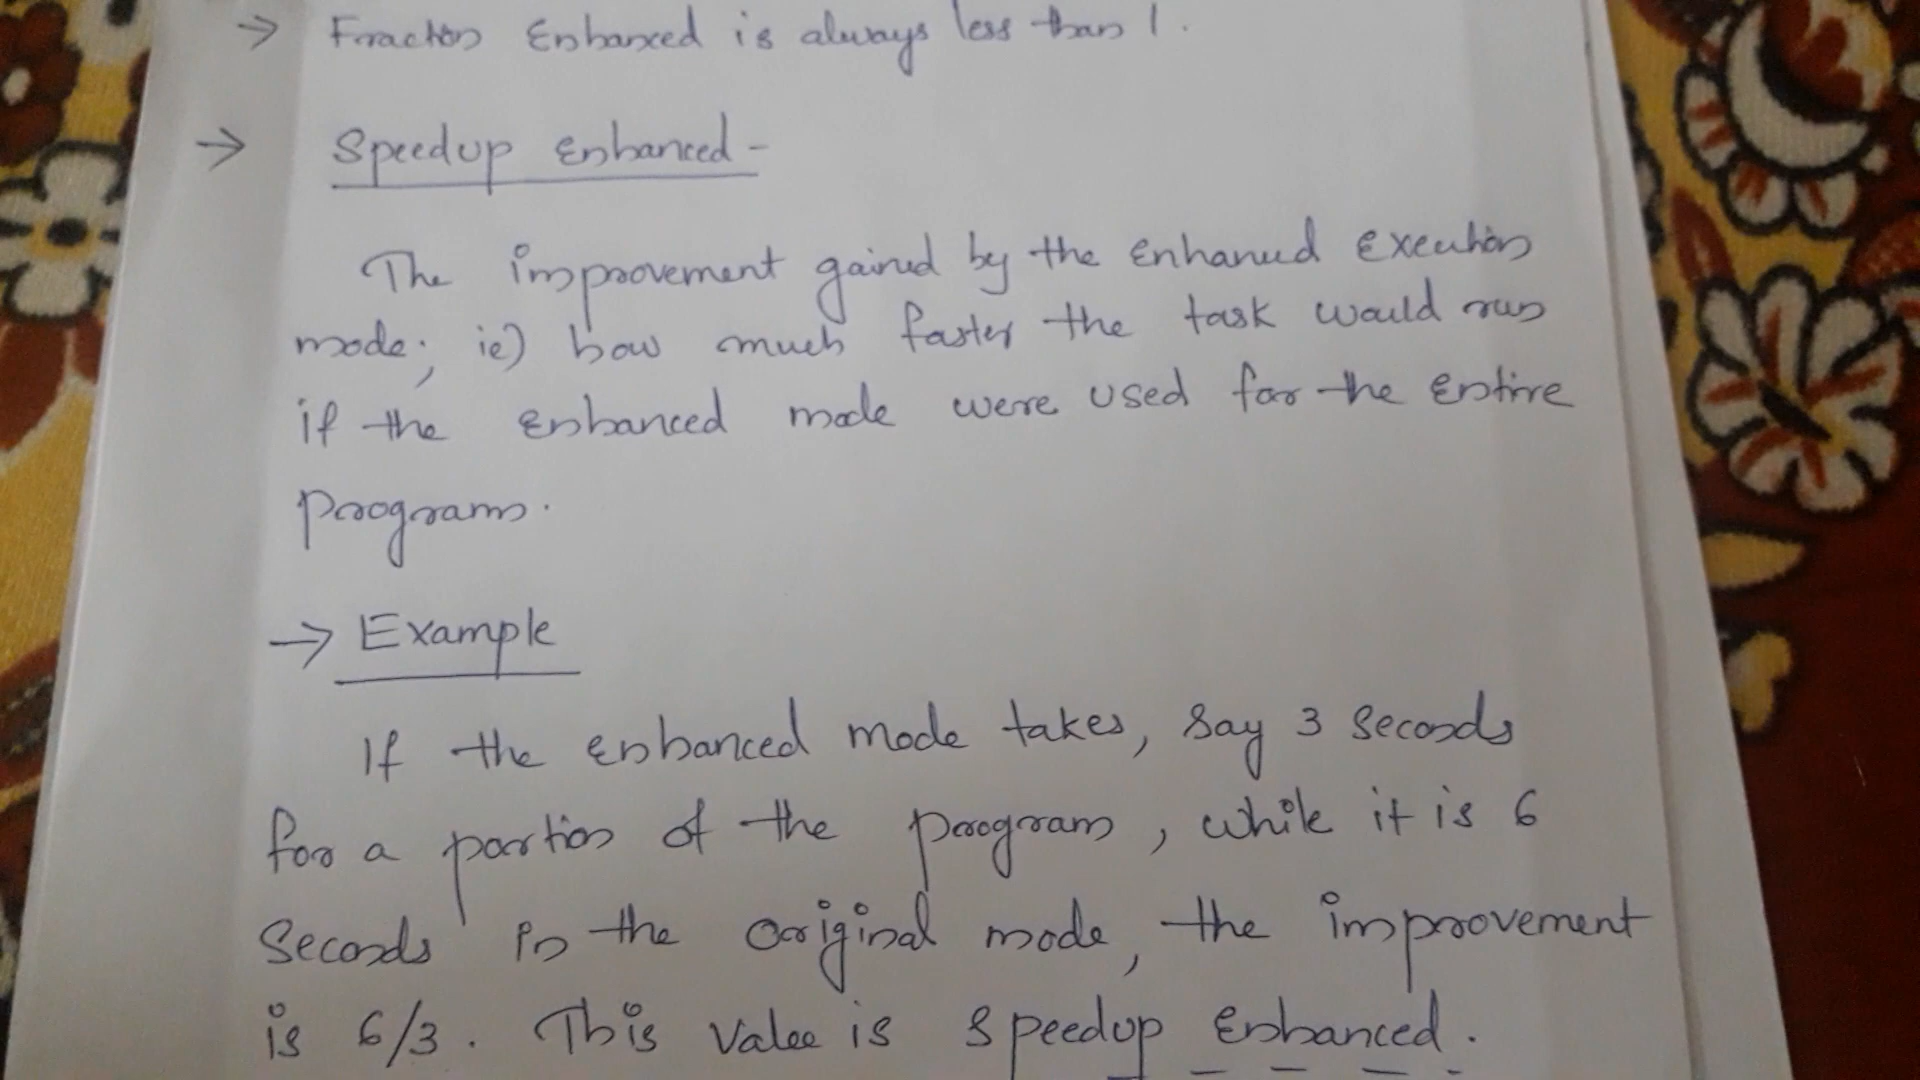 → Fraction Enhanced is always less than 1.
→ Speedup Enhanced -
The improvement gained by the Enhanced Execution
mode; ie) how much faster the task would run
if the Enhanced mode were used for the Entire
program.
→ Example
If the enhanced mode takes, say 3 seconds
for a portion of the program, while it is 6
Seconds in the original mode, the improvement
is 6/3. This Value is Speedup Enhanced.